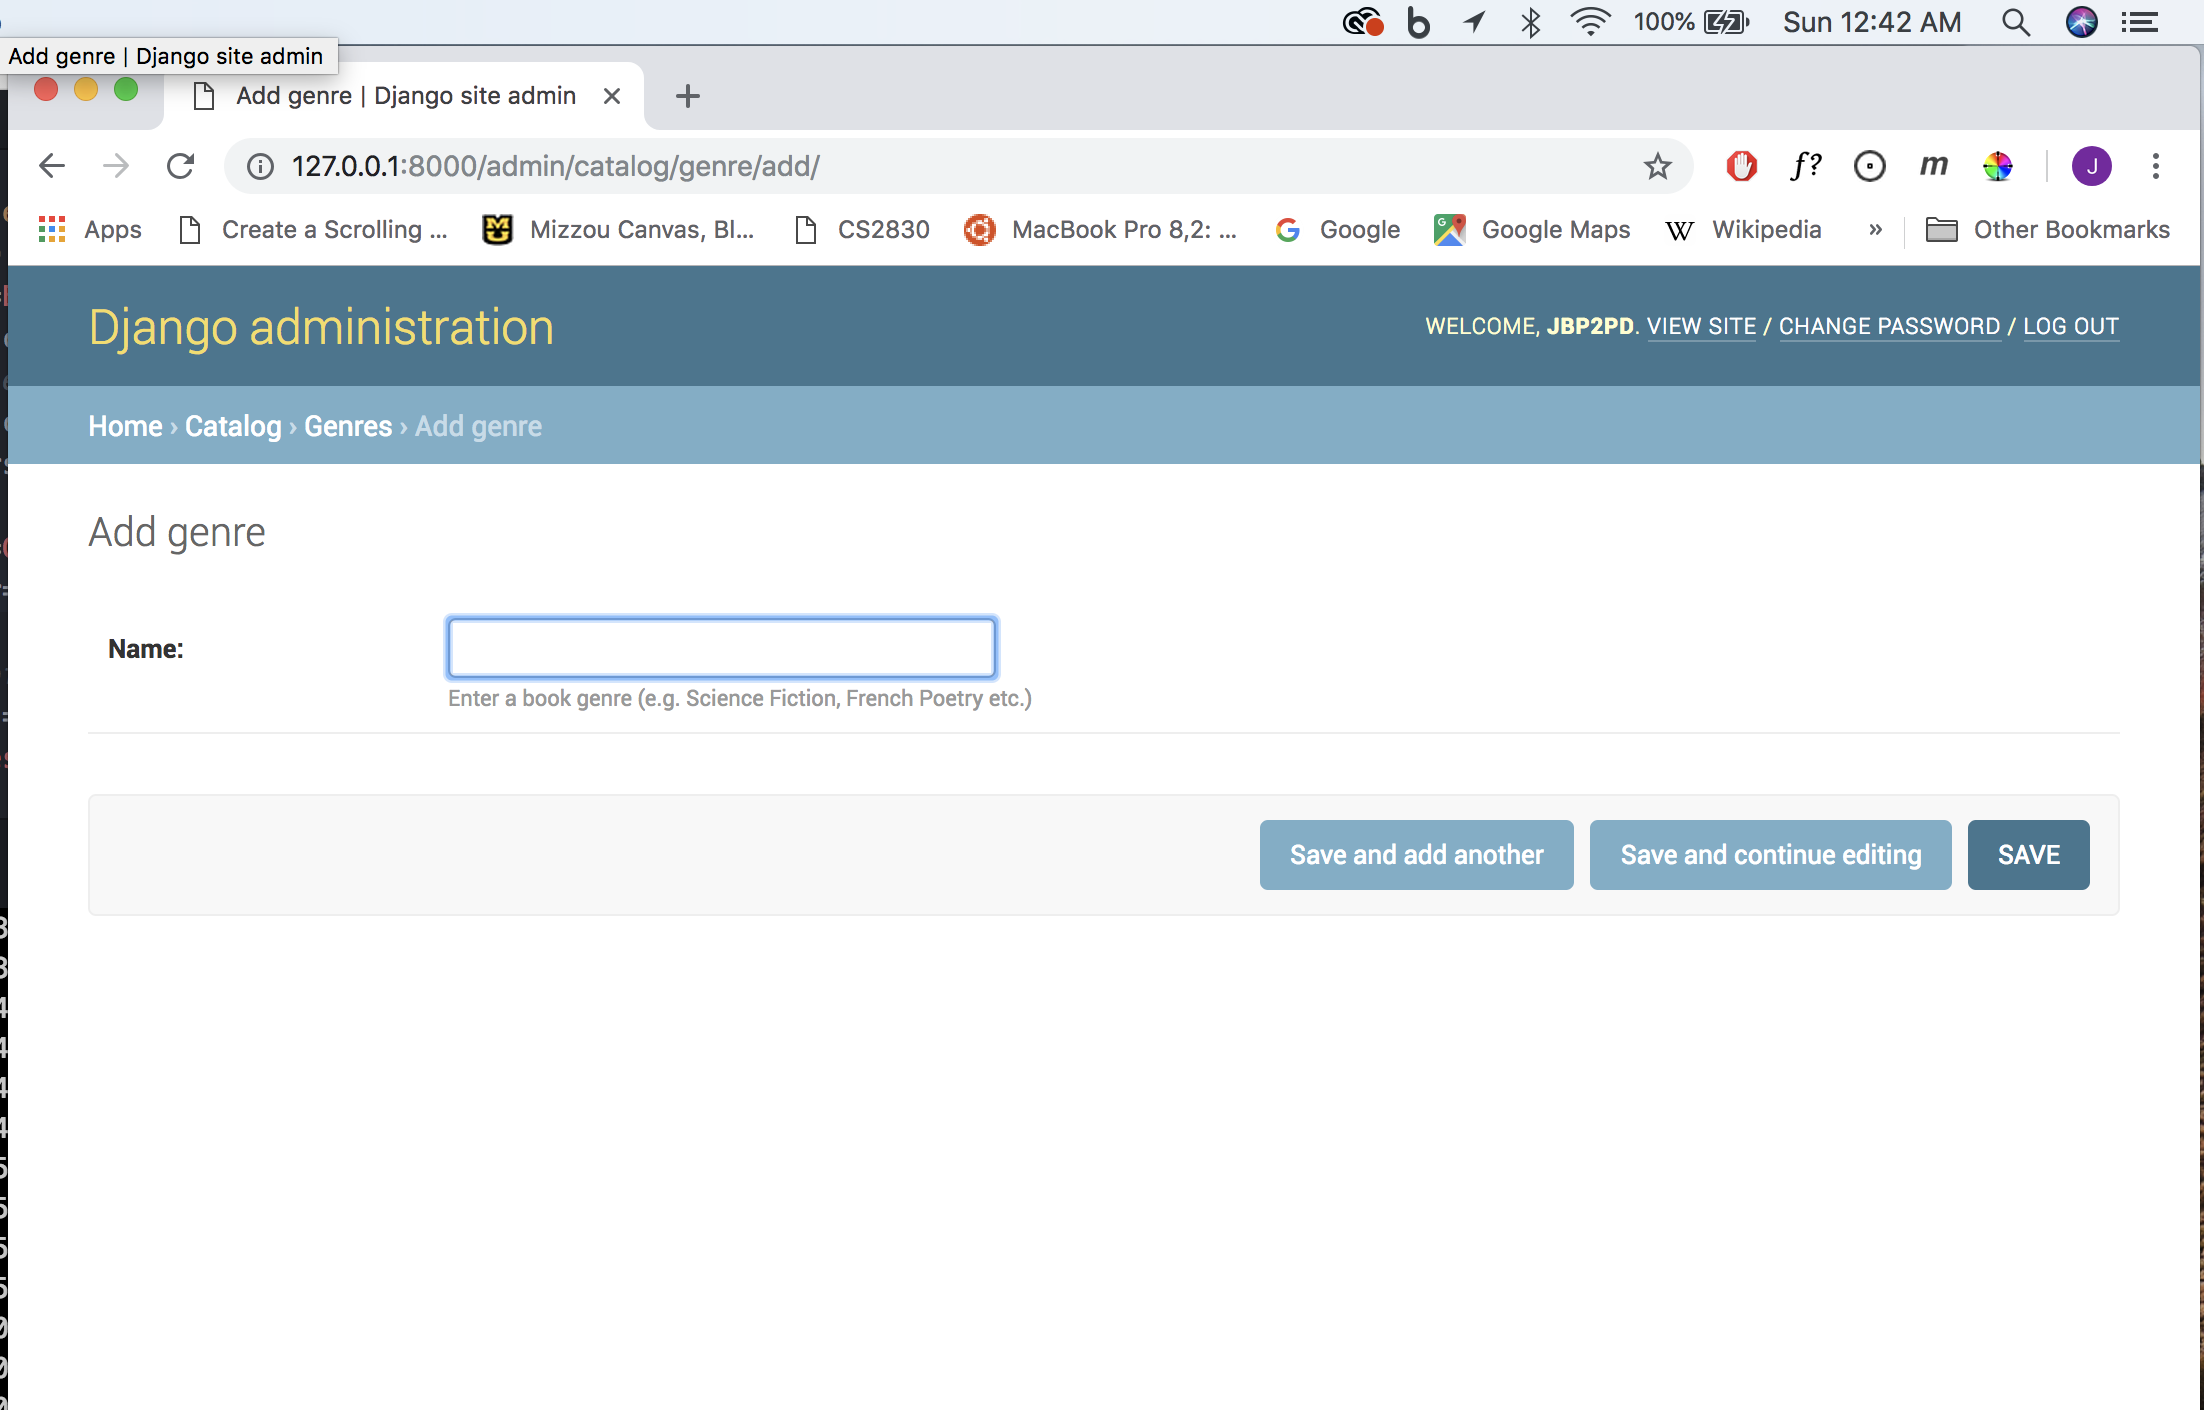 100% Sun 12:42 AM
Add genre | Django site admin
Add genre | Django site admin
127.0.0.1:8000/admin/catalog/genre/add/
f? m J
Apps Create a Scrolling ... Mizzou Canvas, Bl... CS2830 MacBook Pro 8,2: ... Google Google Maps Wikipedia » Other Bookmarks
Django administration
WELCOME, JBP2PD. VIEW SITE / CHANGE PASSWORD / LOG OUT
Home › Catalog › Genres › Add genre
Add genre
Name:
Enter a book genre (e.g. Science Fiction, French Poetry etc.)
Save and add another Save and continue editing SAVE